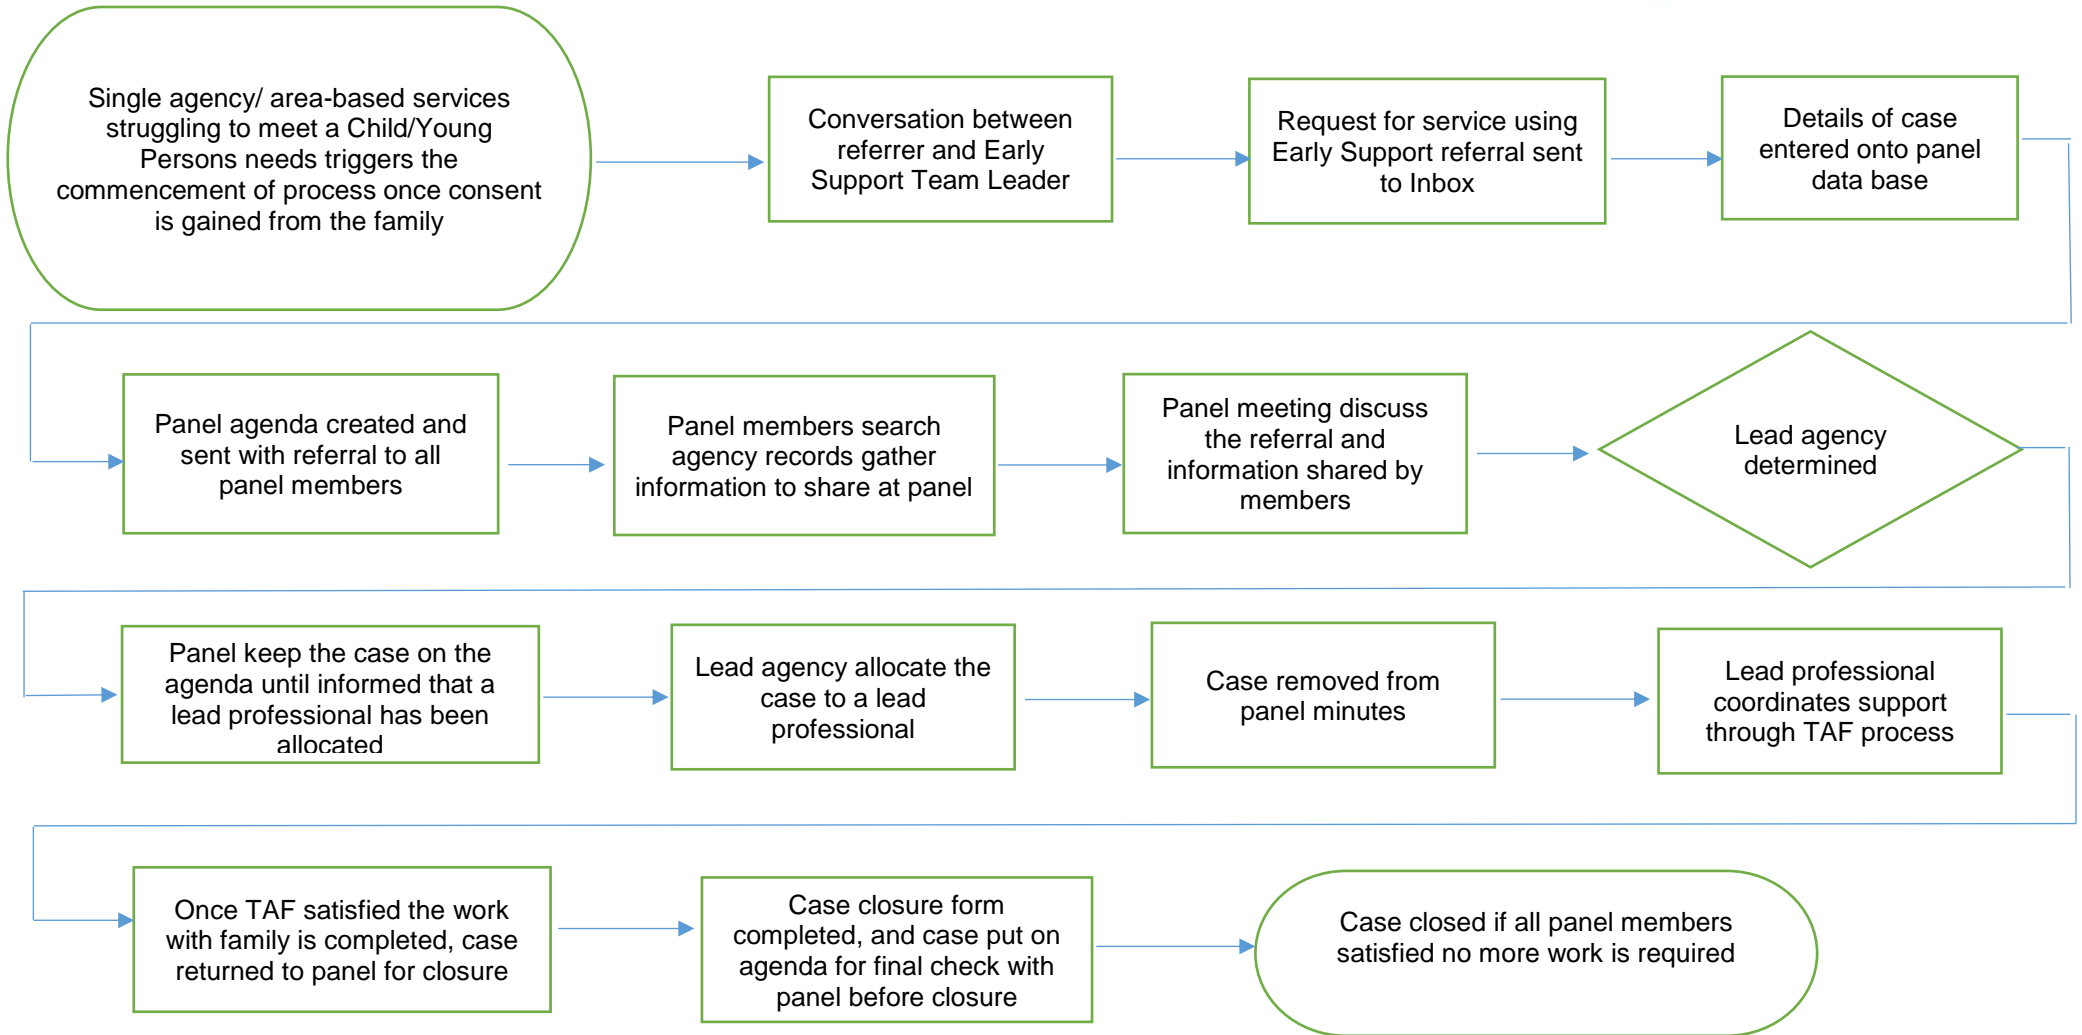 Single agency/ area-based services
struggling to meet a Child/Young
Persons needs triggers the
commencement of process once consent
is gained from the family
Conversation between
referrer and Early
Support Team Leader
Request for service using
Early Support referral sent
to Inbox
Details of case
entered onto panel
data base
Panel agenda created and
sent with referral to all
panel members
Panel members search
agency records gather
information to share at panel
Panel meeting discuss
the referral and
information shared by
members
Lead agency
determined
Panel keep the case on the
agenda until informed that a
lead professional has been
allocated
Lead agency allocate the
case to a lead
professional
Case removed from
panel minutes
Lead professional
coordinates support
through TAF process
Once TAF satisfied the work
with family is completed, case
returned to panel for closure
Case closure form
completed, and case put on
agenda for final check with
panel before closure
Case closed if all panel members
satisfied no more work is required